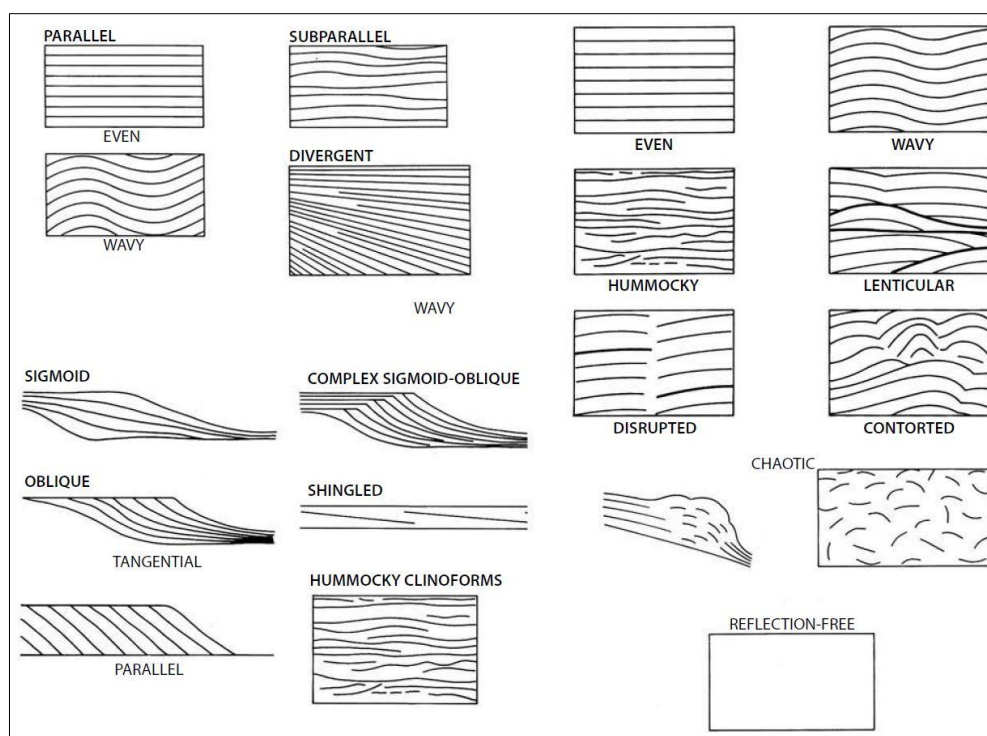 PARALLEL
EVEN
WAVY
SUBPARALLEL
DIVERGENT
WAVY
SIGMOID
COMPLEX SIGMOID-OBLIQUE
OBLIQUE
TANGENTIAL
SHINGLED
PARALLEL
HUMMOCKY CLINOFORMS
EVEN
WAVY
HUMMOCKY
LENTICULAR
DISRUPTED
CONTORTED
CHAOTIC
REFLECTION-FREE